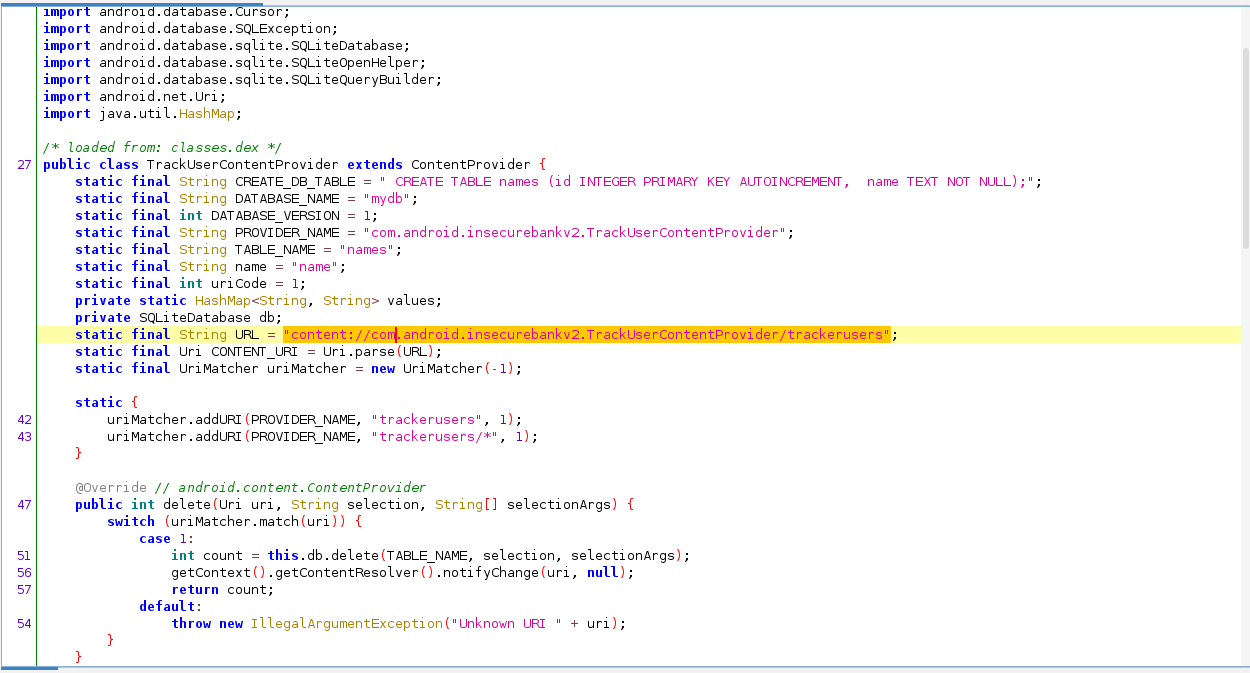 import android.database.Cursor;
import android.database.SQLException;
import android.database.sqlite.SQLiteDatabase;
import android.database.sqlite.SQLiteOpenHelper;
import android.database.sqlite.SQLiteQueryBuilder;
import android.net.Uri;
import java.util.HashMap;
/* loaded from: classes.dex */
27 public class TrackUserContentProvider extends ContentProvider {
static final String CREATE_DB_TABLE = " CREATE TABLE names (id INTEGER PRIMARY KEY AUTOINCREMENT,  name TEXT NOT NULL);";
static final String DATABASE_NAME = "mydb";
static final int DATABASE_VERSION = 1;
static final String PROVIDER_NAME = "com.android.insecurebankv2.TrackUserContentProvider";
static final String TABLE_NAME = "names";
static final String name = "name";
static final int uriCode = 1;
private static HashMap<String, String> values;
private SQLiteDatabase db;
static final String URL = "content://com.android.insecurebankv2.TrackUserContentProvider/trackerusers";
static final Uri CONTENT_URI = Uri.parse(URL);
static final UriMatcher uriMatcher = new UriMatcher(-1);
static {
42 uriMatcher.addURI(PROVIDER_NAME, "trackerusers", 1);
43 uriMatcher.addURI(PROVIDER_NAME, "trackerusers/*", 1);
}
@Override // android.content.ContentProvider
47 public int delete(Uri uri, String selection, String[] selectionArgs) {
switch (uriMatcher.match(uri)) {
case 1:
51 int count = this.db.delete(TABLE_NAME, selection, selectionArgs);
56 getContext().getContentResolver().notifyChange(uri, null);
57 return count;
default:
54 throw new IllegalArgumentException("Unknown URI " + uri);
}
}